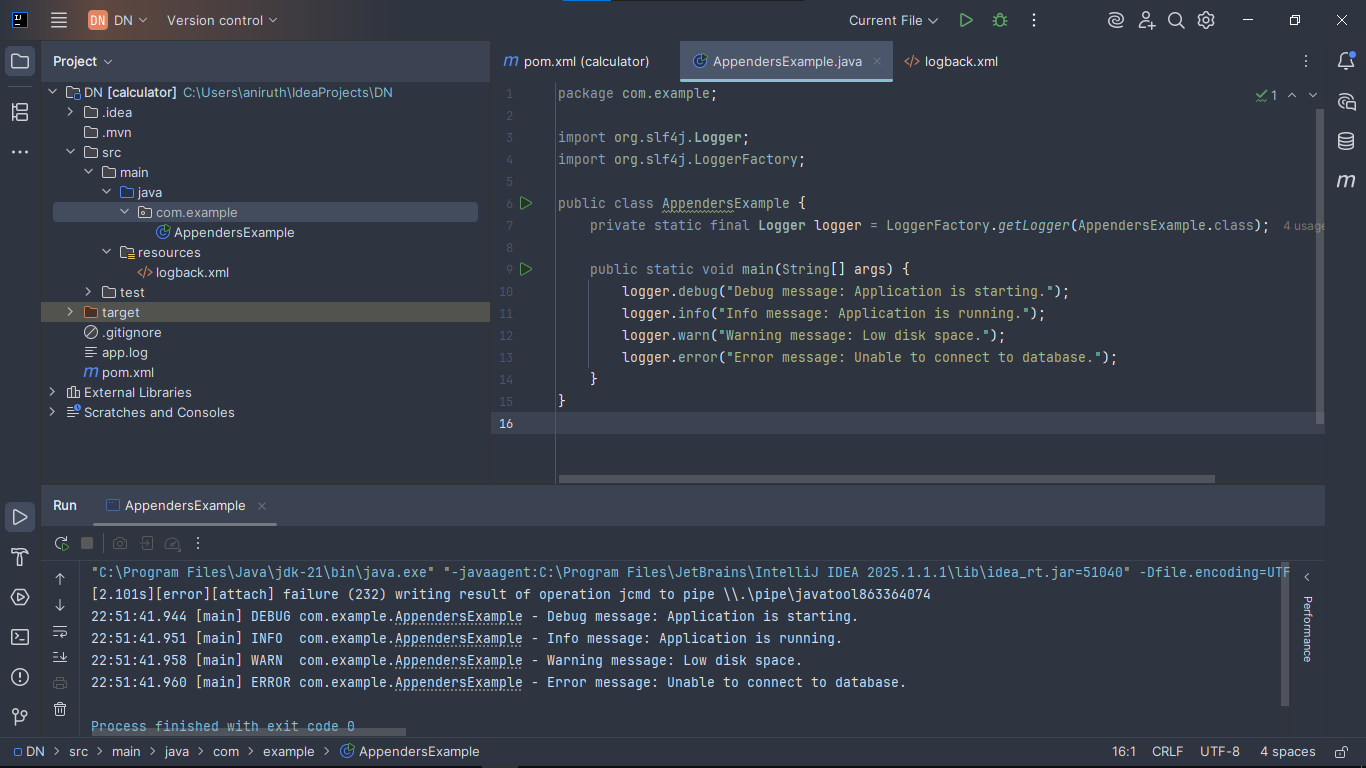 DN DN Version control Current File
Project
pom.xml (calculator) AppendersExample.java logback.xml
DN [calculator] C:\Users\aniruth\IdeaProjects\DN
.idea
.mvn
src
main
java
com.example
AppendersExample
resources
logback.xml
test
target
.gitignore
app.log
pom.xml
External Libraries
Scratches and Consoles
1 package com.example;
1
2
3 import org.slf4j.Logger;
4 import org.slf4j.LoggerFactory;
5
6 public class AppendersExample {
7 private static final Logger logger = LoggerFactory.getLogger(AppendersExample.class); 4 usage
8
9 public static void main(String[] args) {
10 logger.debug("Debug message: Application is starting.");
11 logger.info("Info message: Application is running.");
12 logger.warn("Warning message: Low disk space.");
13 logger.error("Error message: Unable to connect to database.");
14 }
15 }
16
Run AppendersExample
"C:\Program Files\Java\jdk-21\bin\java.exe" "-javaagent:C:\Program Files\JetBrains\IntelliJ IDEA 2025.1.1.1\lib\idea_rt.jar=51040" -Dfile.encoding=UTF
[2.101s][error][attach] failure (232) writing result of operation jcmd to pipe \\.\pipe\javatool863364074
22:51:41.944 [main] DEBUG com.example.AppendersExample - Debug message: Application is starting.
22:51:41.951 [main] INFO  com.example.AppendersExample - Info message: Application is running.
22:51:41.958 [main] WARN  com.example.AppendersExample - Warning message: Low disk space.
22:51:41.960 [main] ERROR com.example.AppendersExample - Error message: Unable to connect to database.
Process finished with exit code 0
Performance
DN > src > main > java > com > example > AppendersExample 16:1 CRLF UTF-8 4 spaces